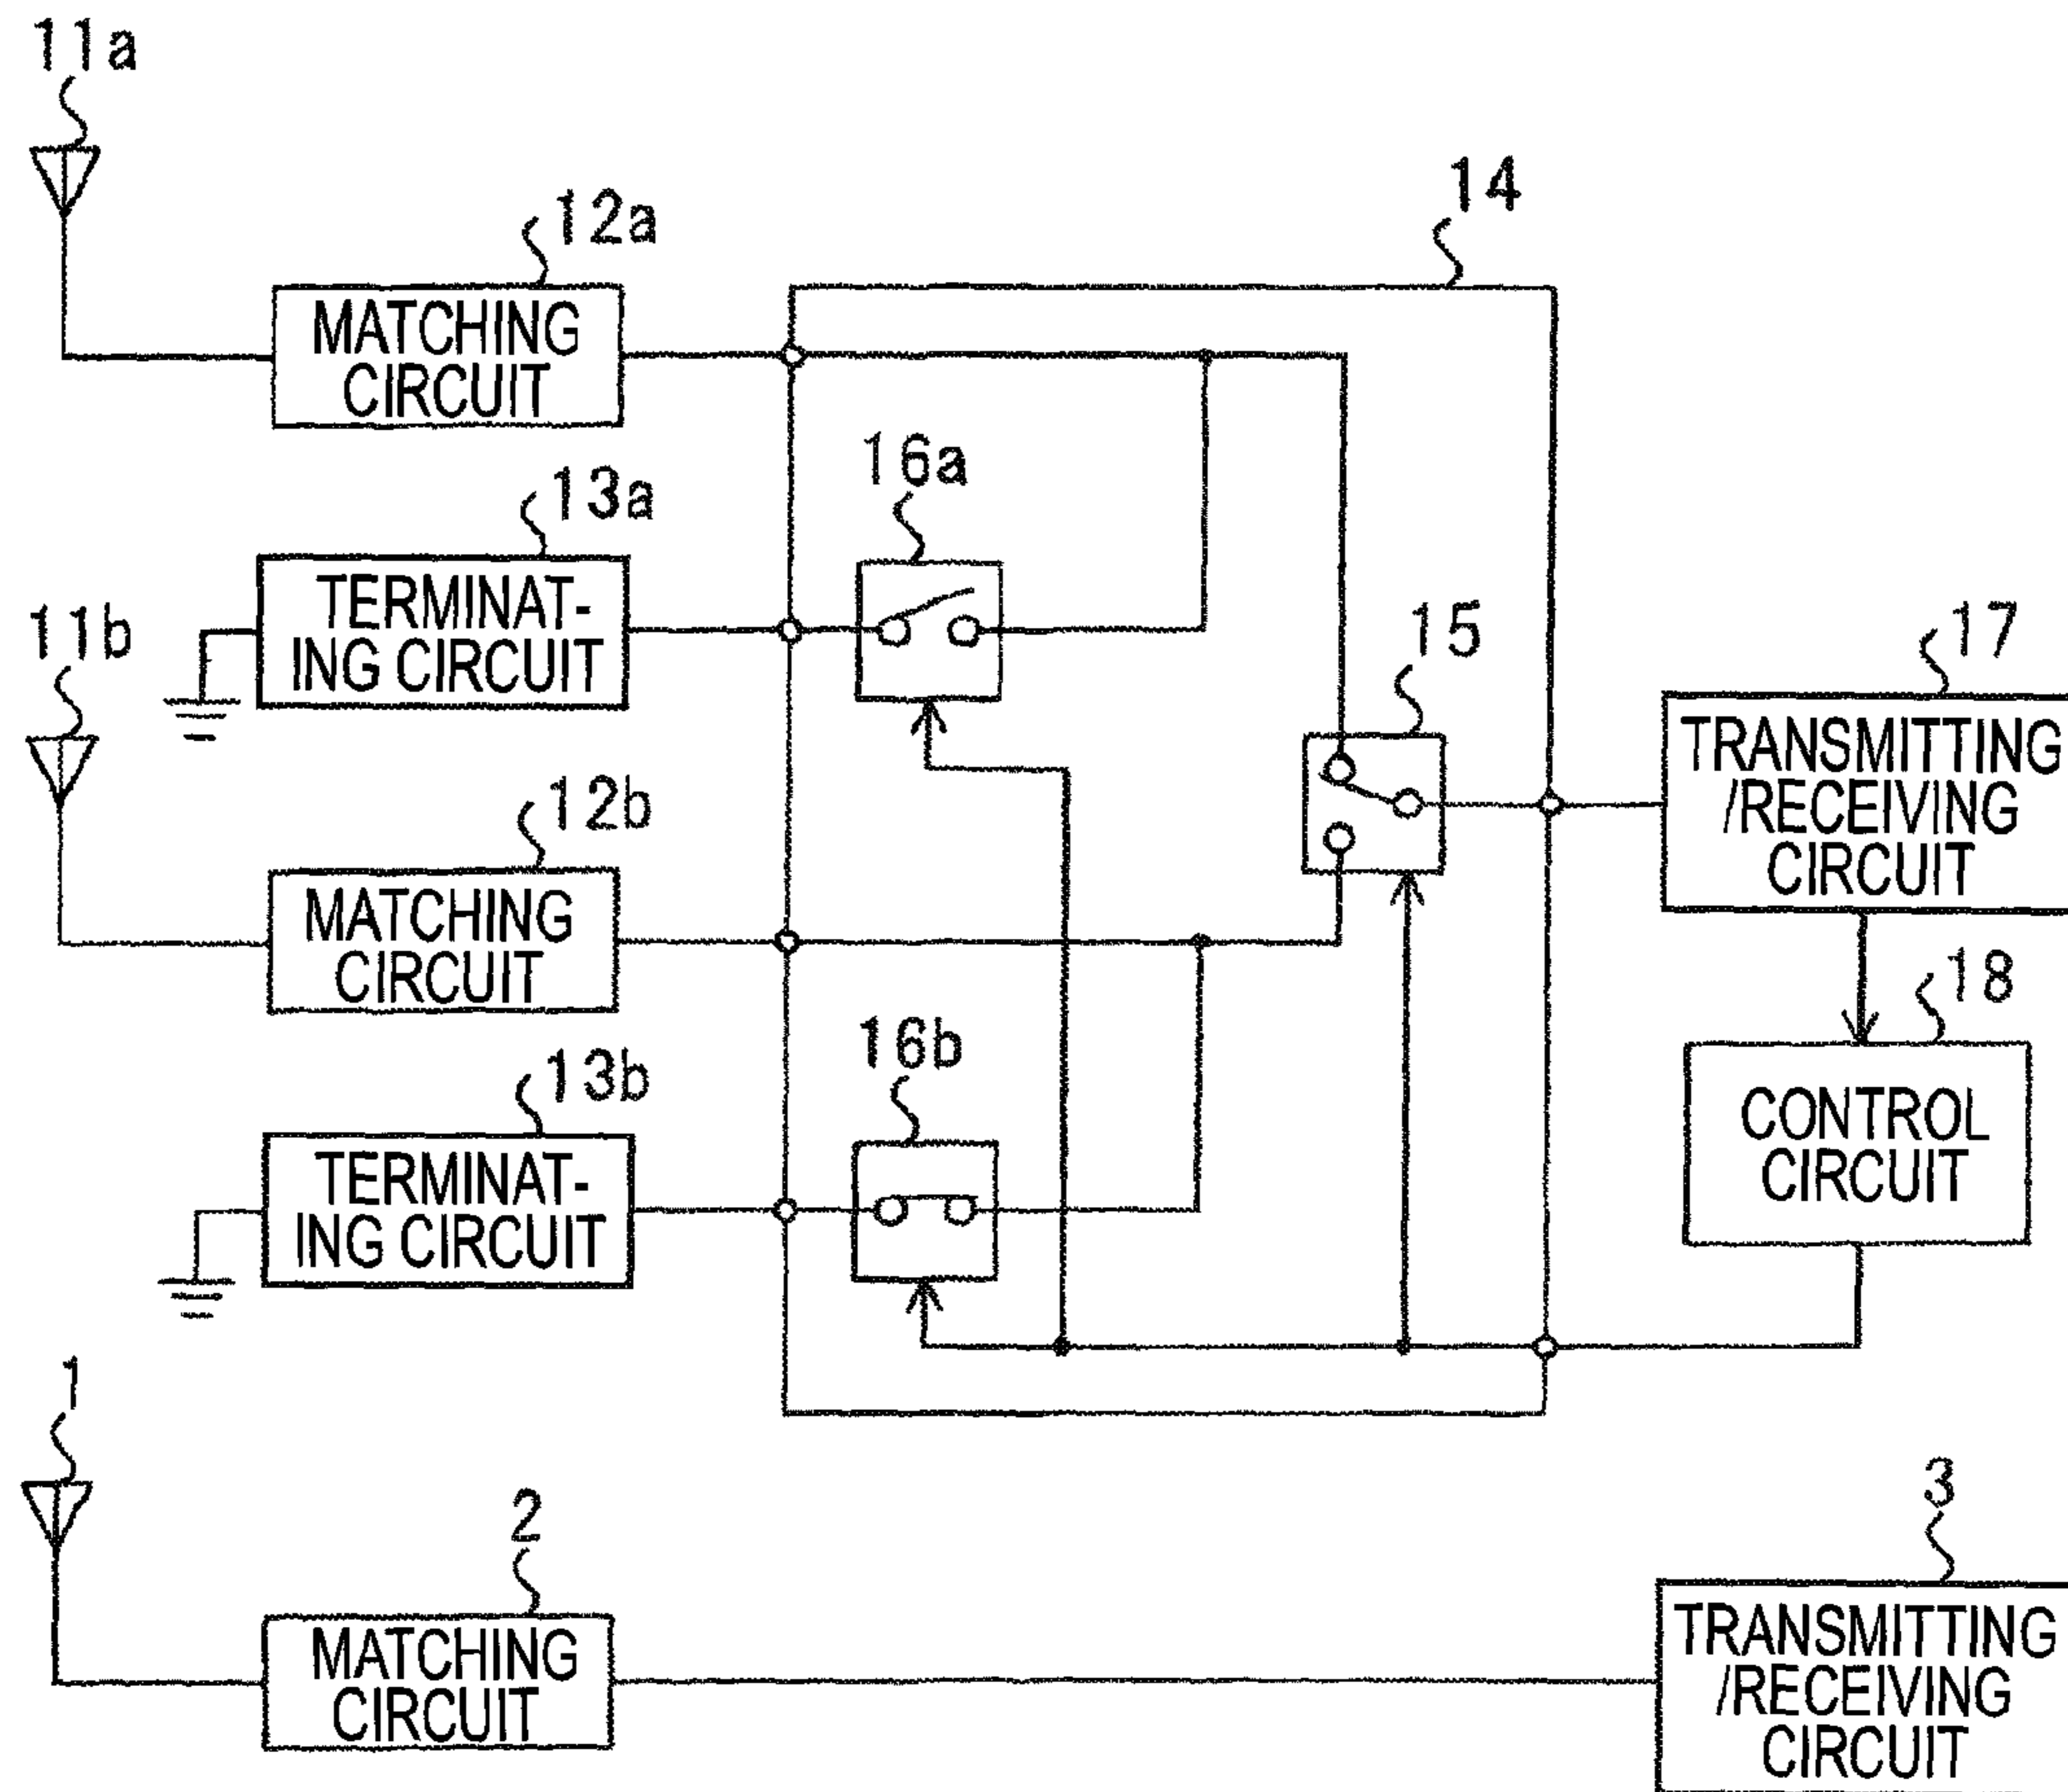 11a
12a
14
MATCHING
CIRCUIT
13a
16a
TERMINAT-
ING CIRCUIT
11b
15
17
TRANSMITTING
/RECEIVING
CIRCUIT
12b
MATCHING
CIRCUIT
18
CONTROL
CIRCUIT
13b
16b
TERMINAT-
ING CIRCUIT
1
2
MATCHING
CIRCUIT
3
TRANSMITTING
/RECEIVING
CIRCUIT